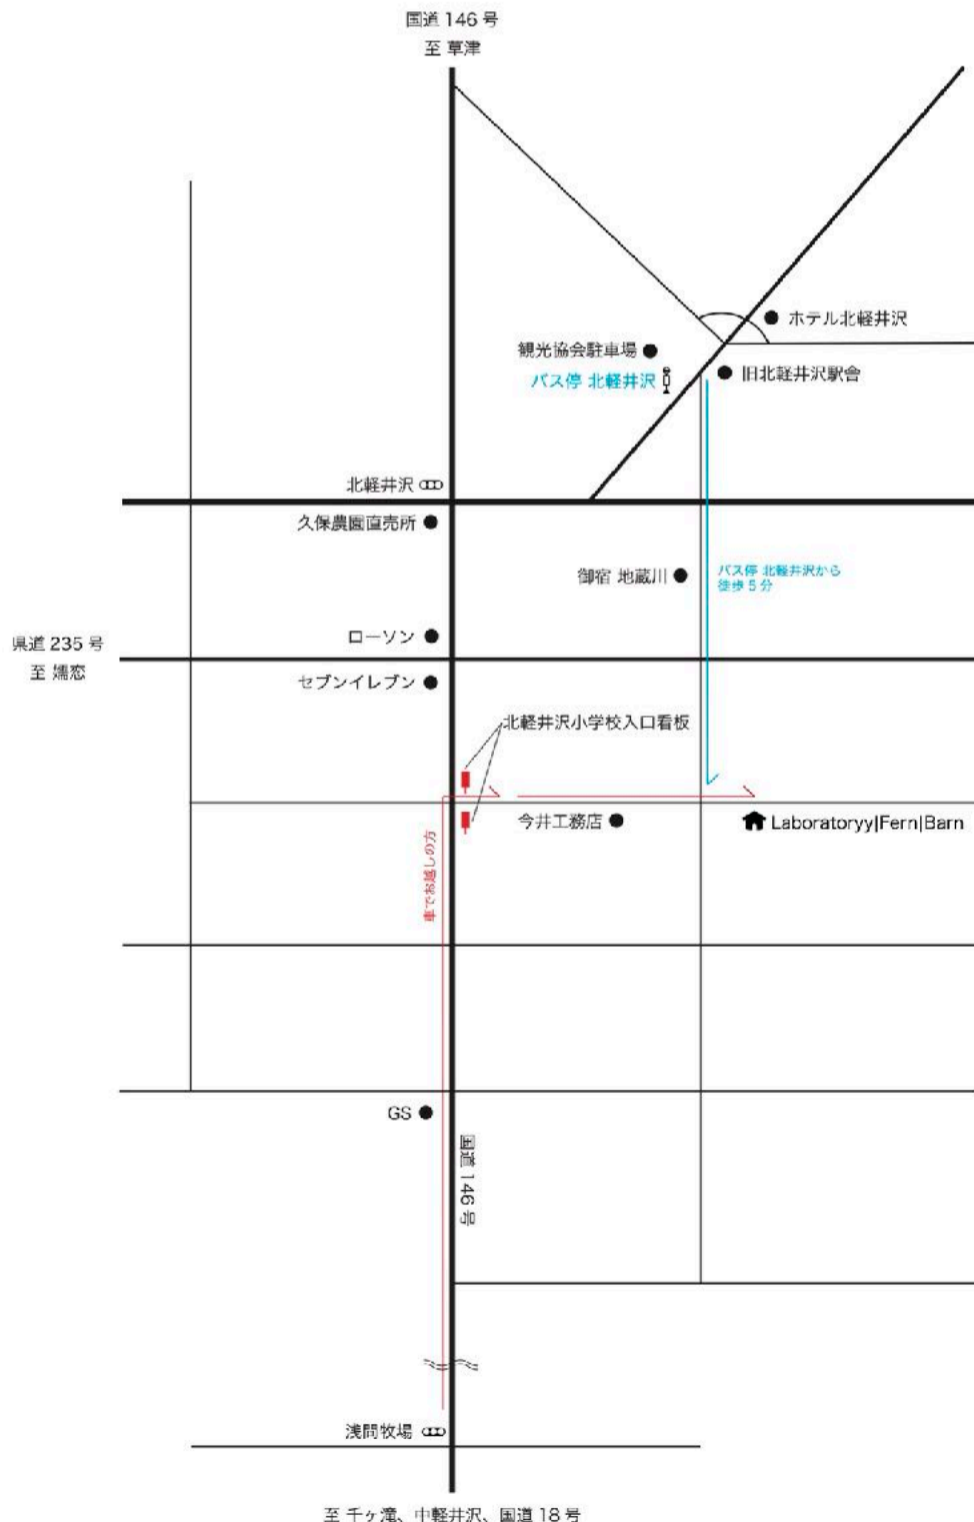 国道 146 号
至 草津
ホテル北軽井沢
観光協会駐車場
バス停 北軽井沢
旧北軽井沢駅舎
北軽井沢
久保農園直売所
御宿 地蔵川
バス停 北軽井沢から
徒歩 5 分
ローソン
県道 235 号
至 嬬恋
セブンイレブン
北軽井沢小学校入口看板
今井工務店
Laboratoryy|Fern|Barn
車でお越しの方
GS
国道 146 号
浅間牧場
至 千ヶ滝、中軽井沢、国道 18 号